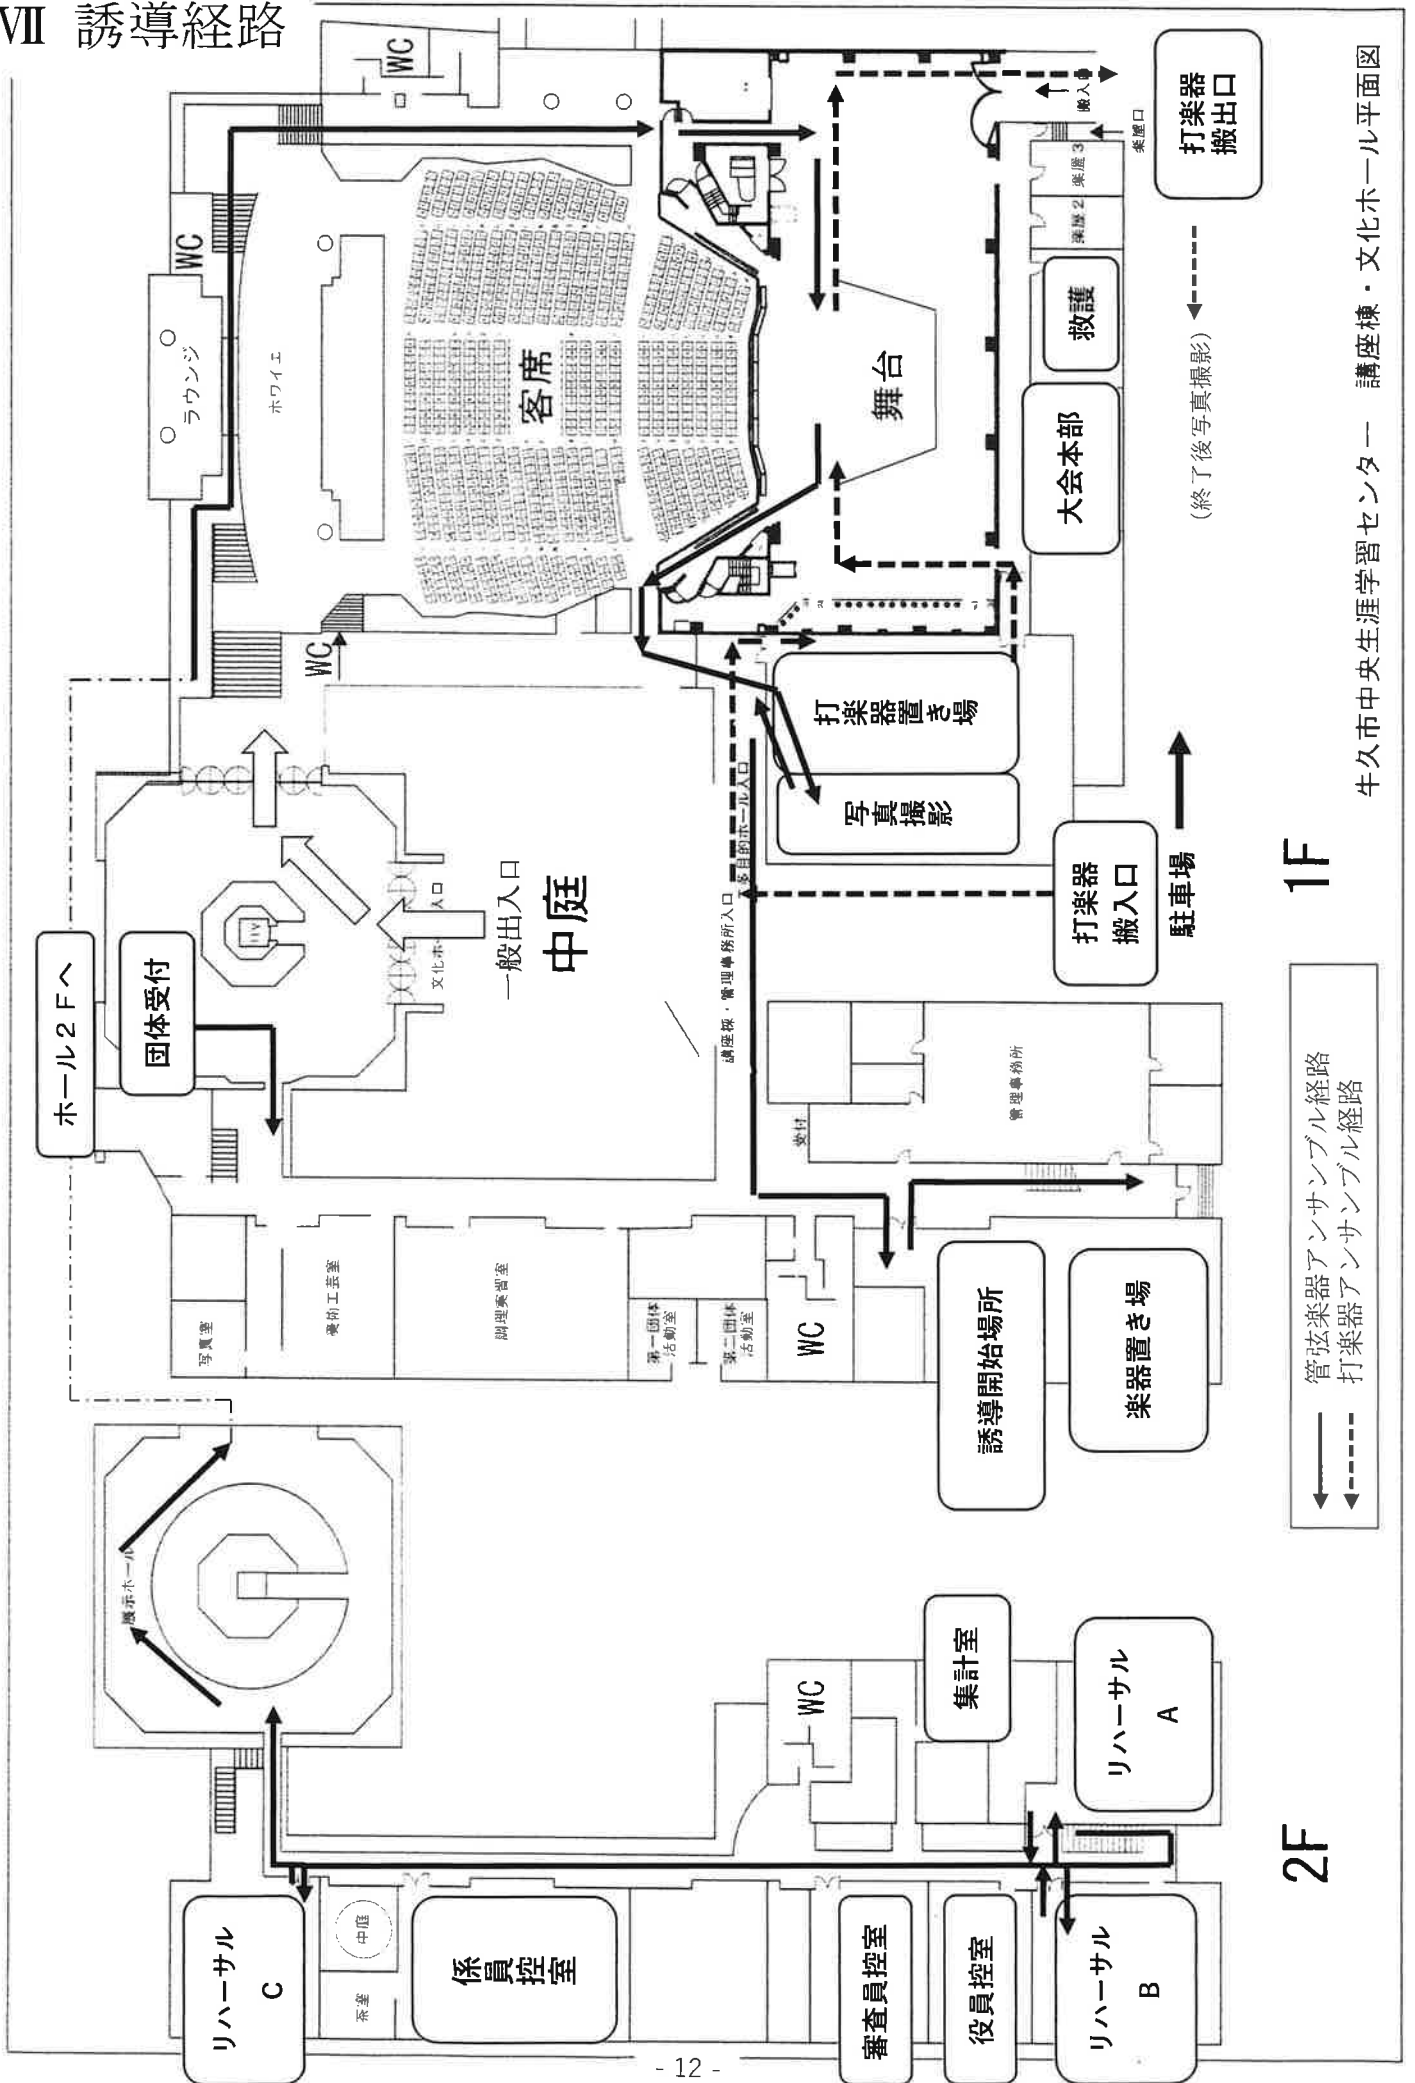 Ⅶ 誘導経路
WC
WC
ラウンジ
ホワイエ
客席
舞台
WC
搬入口
楽屋口
楽屋3
楽屋2
打楽器
搬出口
救護
大会本部
(終了後写真撮影)
牛久市中央生涯学習センター 講座棟・文化ホール平面図
打楽器置き場
写真撮影
多目的ホール入口
講座棟・管理事務所入口
打楽器
搬入口
駐車場
1F
ホール2Fへ
団体受付
文化ホ
入口
一般出入口
中庭
受付
管理事務所
写真室
美術工芸室
調理実習室
第一団体
活動室
第二団体
活動室
WC
誘導開始場所
楽器置き場
管弦楽器アンサンブル経路
打楽器アンサンブル経路
展示ホール
WC
集計室
リハーサル
A
リハーサル
C
中庭
茶室
係員控室
審査員控室
役員控室
リハーサル
B
2F
- 12 -